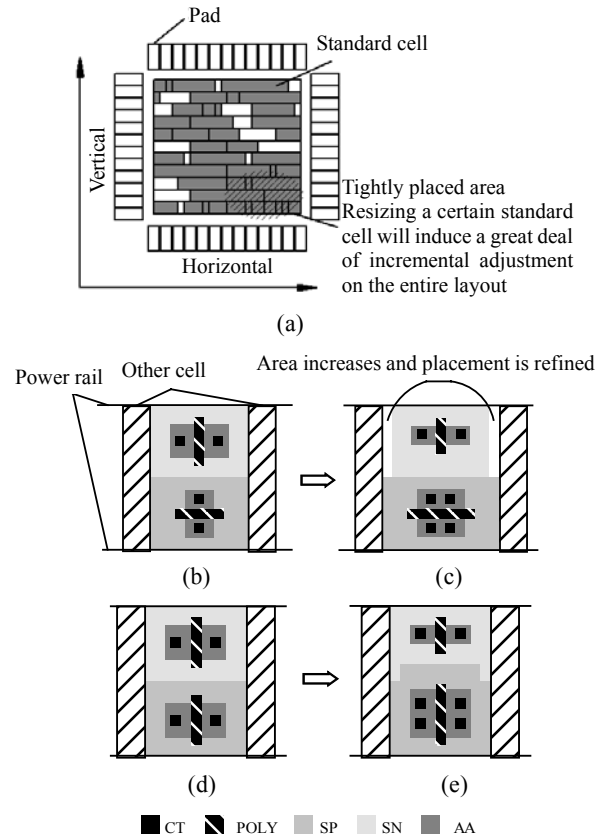 Pad
Standard cell
Vertical
Tightly placed area
Resizing a certain standard
cell will induce a great deal
of incremental adjustment
on the entire layout
Horizontal
(a)
Power rail
Other cell
Area increases and placement is refined
(b)
(c)
(d)
(e)
CT POLY SP SN AA